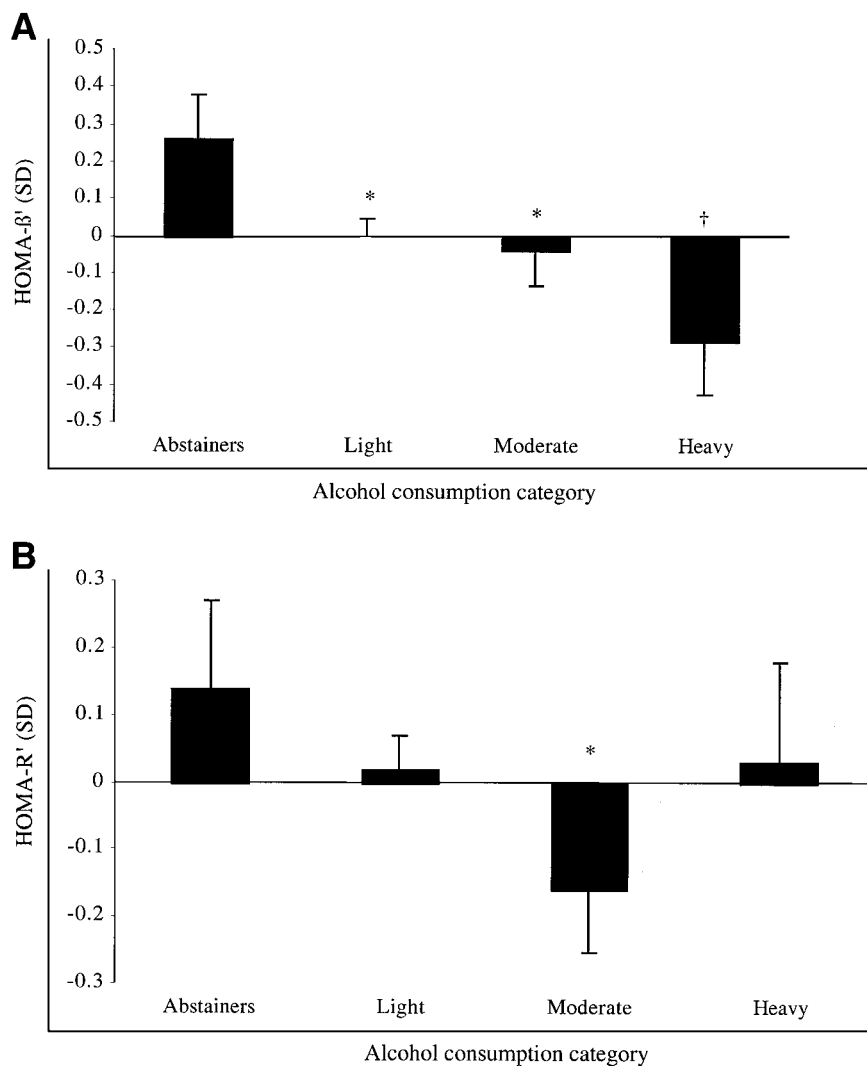 A
0.5
0.4
0.3
0.2
0.1
0
-0.1
-0.2
-0.3
-0.4
-0.5
HOMA-ß' (SD)
*
*
†
Abstainers Light Moderate Heavy
Alcohol consumption category
B
0.3
0.2
0.1
0
-0.1
-0.2
-0.3
HOMA-R' (SD)
*
Abstainers Light Moderate Heavy
Alcohol consumption category